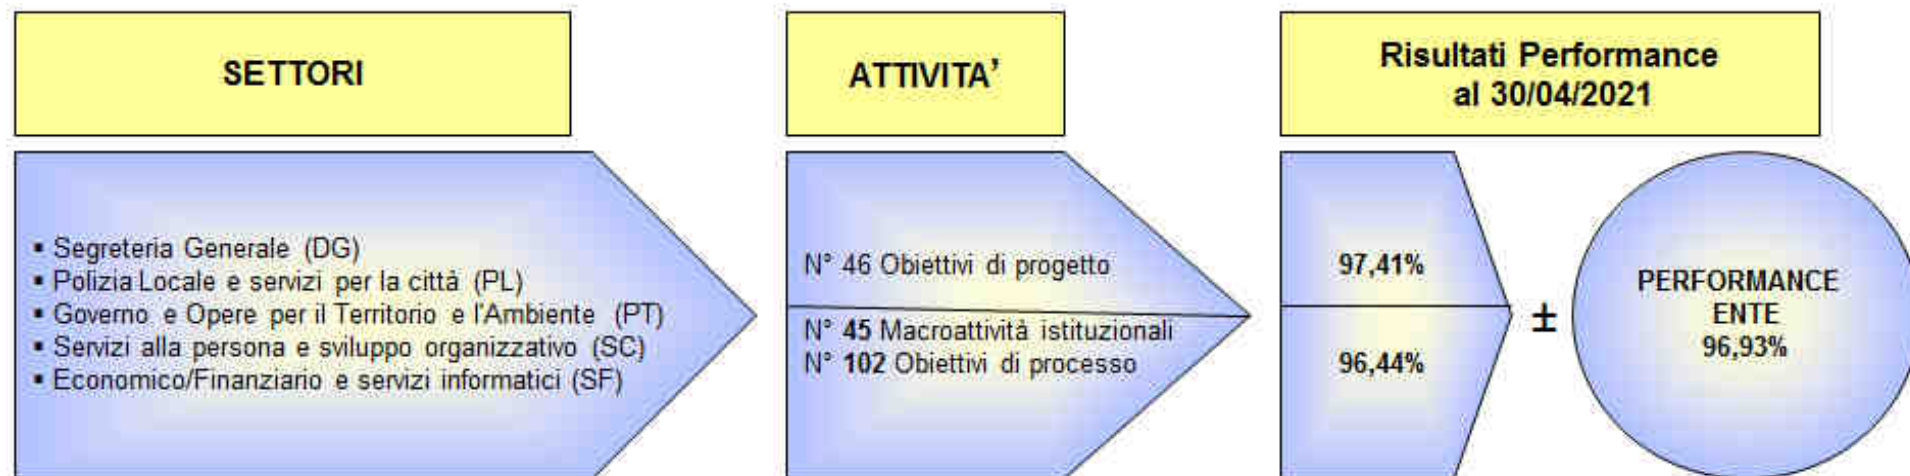 SETTORI
ATTIVITA’
Risultati Performance
al 30/04/2021
▪ Segreteria Generale (DG)
▪ Polizia Locale e servizi per la città (PL)
▪ Governo e Opere per il Territorio e l'Ambiente (PT)
▪ Servizi alla persona e sviluppo organizzativo (SC)
▪ Economico/Finanziario e servizi informatici (SF)
N° 46 Obiettivi di progetto
N° 45 Macroattività istituzionali
N° 102 Obiettivi di processo
97,41%
96,44%
±
PERFORMANCE
ENTE
96,93%